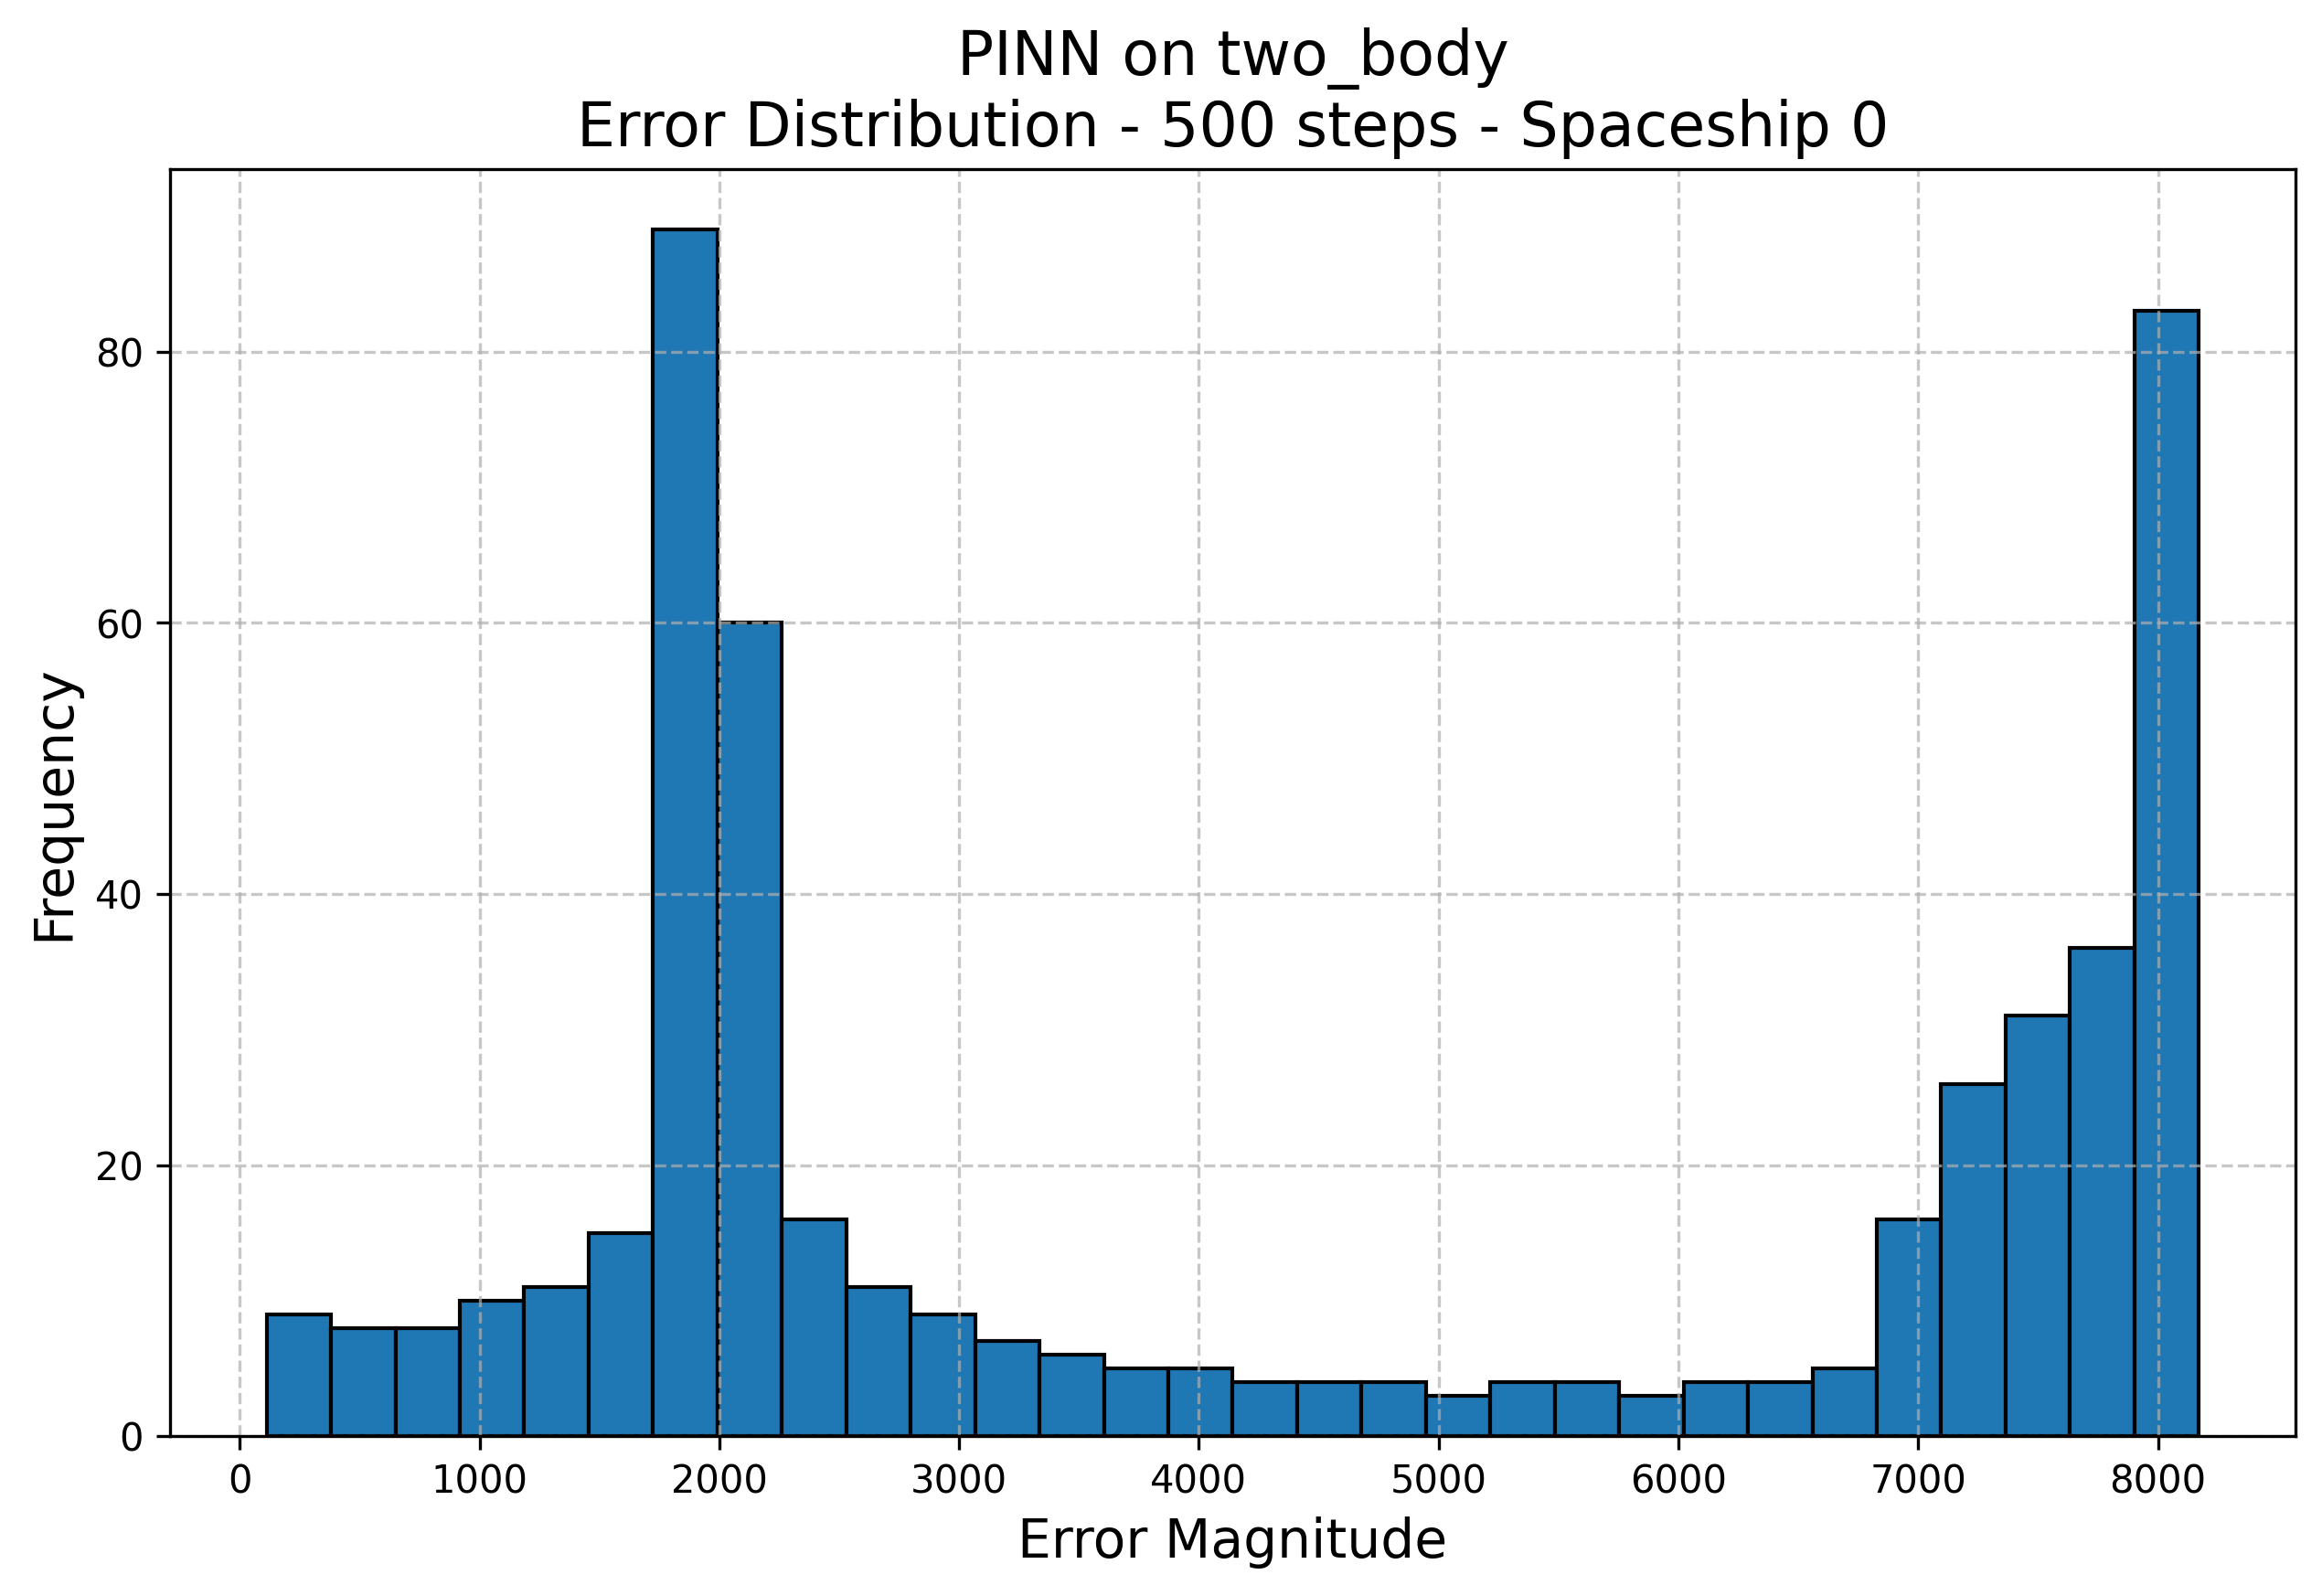 PINN on two_body
Error Distribution - 500 steps - Spaceship 0
Frequency
80
60
40
20
0
0 1000 2000 3000 4000 5000 6000 7000 8000
Error Magnitude